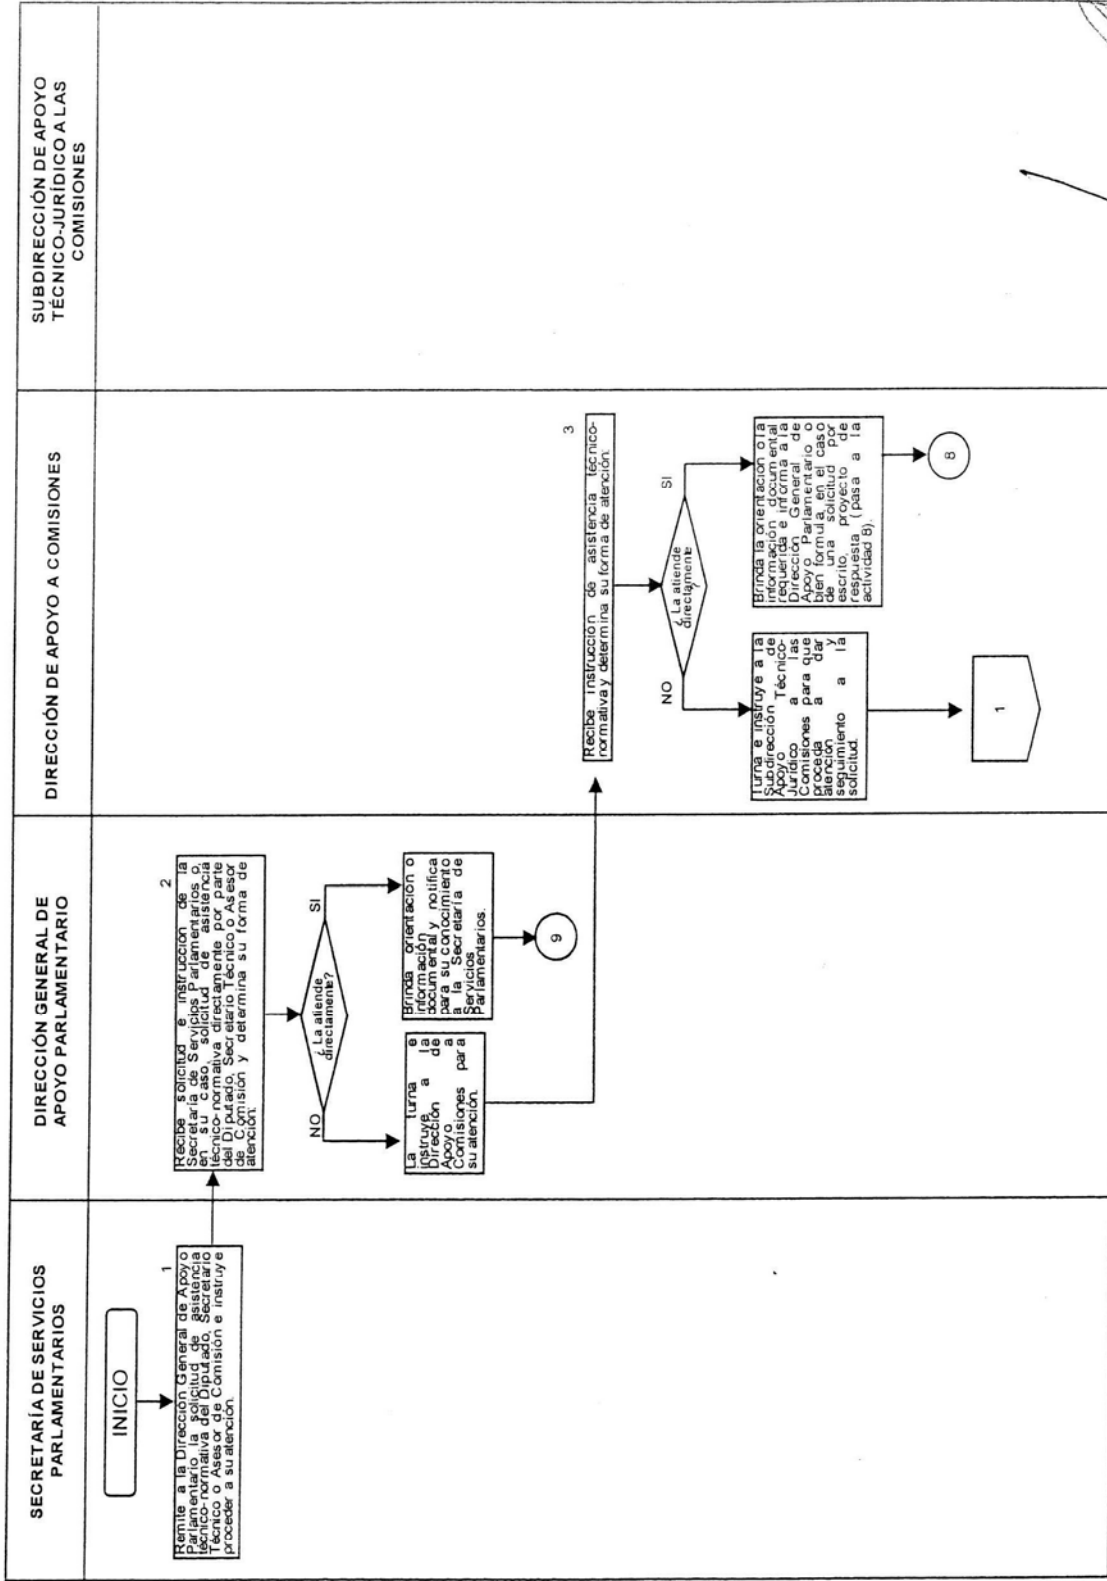 SECRETARÍA DE SERVICIOS
PARLAMENTARIOS
DIRECCIÓN GENERAL DE
APOYO PARLAMENTARIO
DIRECCIÓN DE APOYO A COMISIONES
SUBDIRECCIÓN DE APOYO
TÉCNICO-JURÍDICO A LAS
COMISIONES
INICIO
1
Remite a la Dirección General de Apoyo
Parlamentario la solicitud de asistencia
técnico-normativa del Diputado, Secretario
Técnico o Asesor de Comisión e instruye
proceder a su atención.
2
Recibe solicitud e instrucción de la
Secretaría de Servicios Parlamentarios o,
en su caso, solicitud de asistencia
técnico-normativa directamente por parte
del Diputado, Secretario Técnico o Asesor
de Comisión y determina su forma de
atención:
¿La atiende
directamente?
NO
SI
La turna e
instruye a la
Dirección de
Apoyo a
Comisiones para
su atención.
Brinda orientación o
información
documental y notifica
para su conocimiento
a la Secretaría de
Servicios
Parlamentarios.
9
3
Recibe instrucción de asistencia técnico-
normativa y determina su forma de atención:
¿La atiende
directamente
?
NO
SI
Turna e instruye a la
Subdirección de
Apoyo Técnico-
Jurídico a las
Comisiones para que
proceda a dar
atención y
seguimiento a la
solicitud.
Brinda la orientación o la
información documental
requerida e informa a la
Dirección General de
Apoyo Parlamentario o
bien formula, en el caso
de una solicitud por
escrito, proyecto de
respuesta (pasa a la
actividad 8).
1
8